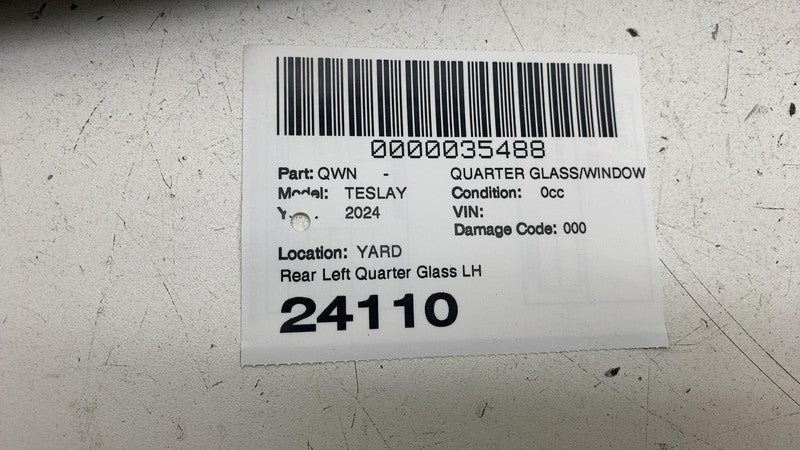 0000035488
Part: QWN - QUARTER GLASS/WINDOW
Model: TESLAY Condition: 0cc
2024 VIN:
Damage Code: 000
Location: YARD
Rear Left Quarter Glass LH
24110